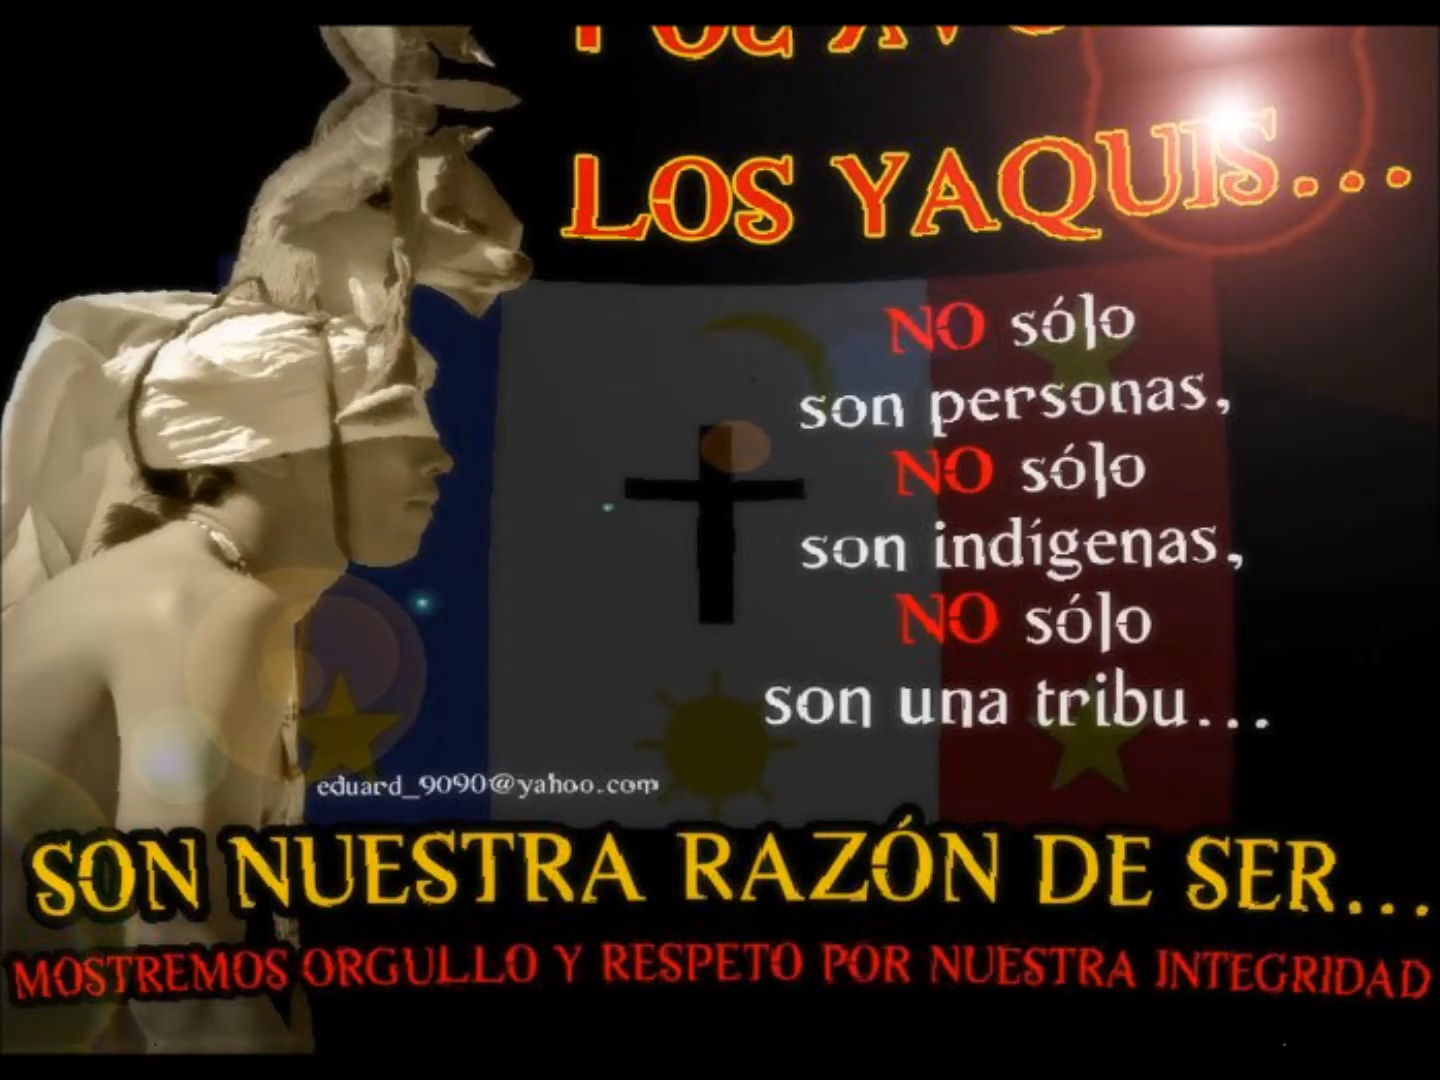 LOS YAQUIS...
NO sólo
son personas,
NO sólo
son indígenas,
NO sólo
son una tribu...
eduard_9090@yahoo.com
SON NUESTRA RAZÓN DE SER...
MOSTREMOS ORGULLO Y RESPETO POR NUESTRA INTEGRIDAD